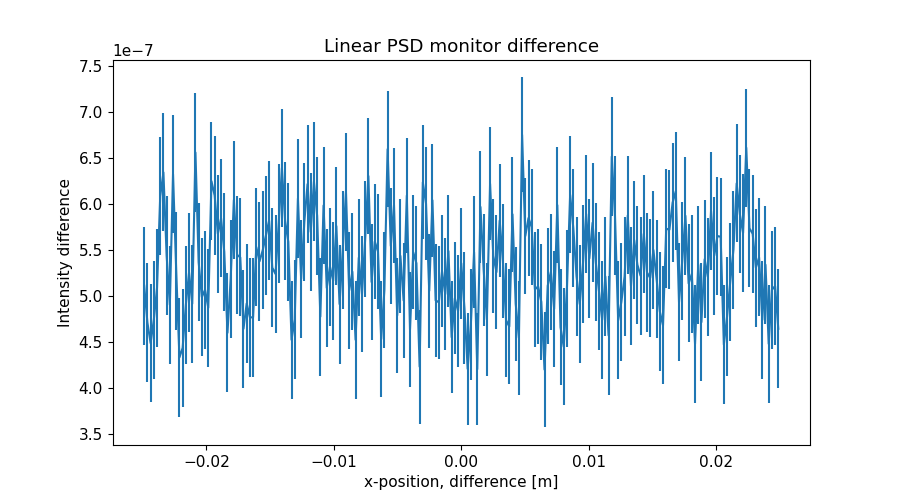 Linear PSD monitor difference
1e−7
7.5
7.0
6.5
6.0
5.5
5.0
4.5
4.0
3.5
Intensity difference
−0.02 −0.01 0.00 0.01 0.02
x-position, difference [m]